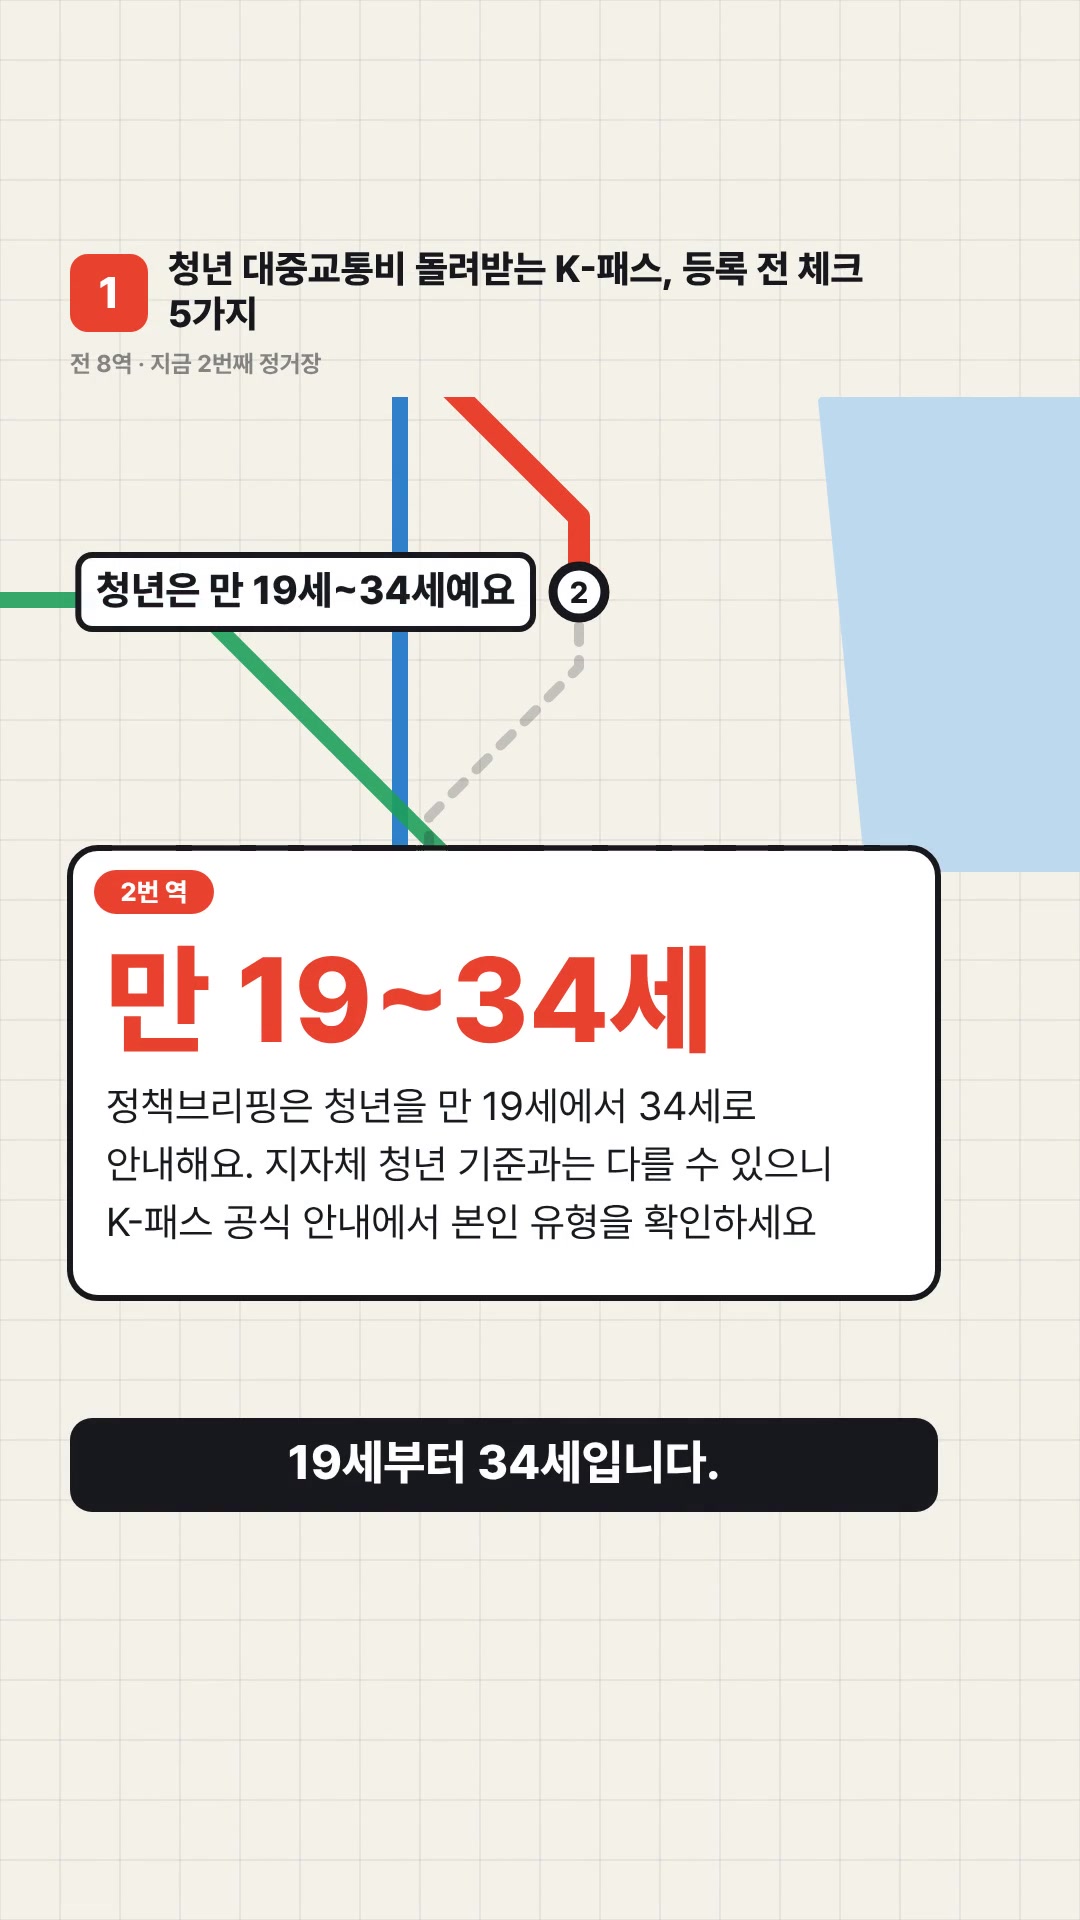 1
청년 대중교통비 돌려받는 K-패스, 등록 전 체크
5가지
전 8역 · 지금 2번째 정거장
청년은 만 19세~34세예요
2
2번 역
만 19~34세
정책브리핑은 청년을 만 19세에서 34세로
안내해요. 지자체 청년 기준과는 다를 수 있으니
K-패스 공식 안내에서 본인 유형을 확인하세요
19세부터 34세입니다.